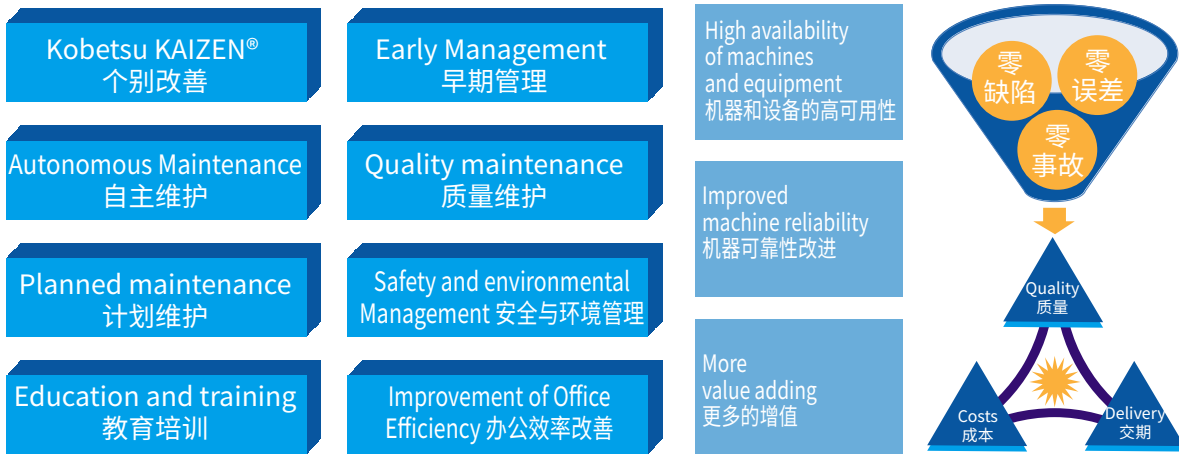 Kobetsu KAIZEN®
个别改善
Early Management
早期管理
Autonomous Maintenance
自主维护
Quality maintenance
质量维护
Planned maintenance
计划维护
Safety and environmental
Management 安全与环境管理
Education and training
教育培训
Improvement of Office
Efficiency 办公效率改善
High availability
of machines
and equipment
机器和设备的高可用性
Improved
machine reliability
机器可靠性改进
More
value adding
更多的增值
零
缺陷
零
误差
零
事故
Quality
质量
Costs
成本
Delivery
交期